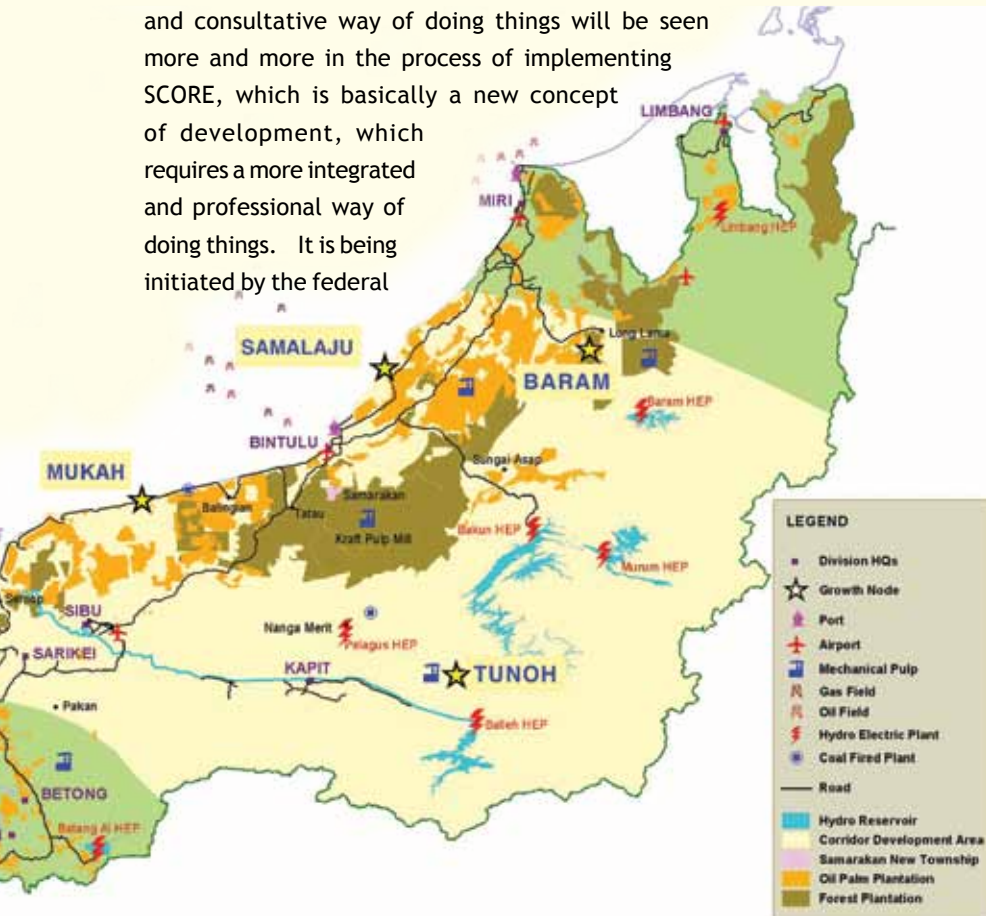 and consultative way of doing things will be seen
more and more in the process of implementing
SCORE, which is basically a new concept
of development, which
requires a more integrated
and professional way of
doing things. It is being
initiated by the federal
LIMBANG
MIRI
Limbang HEP
SAMALAJU
Long Lama
BARAM
Baram HEP
BINTULU
MUKAH
Sungai Asap
Samarakan
Balingian
Tatau
Kraft Pulp Mill
Bakun HEP
Murum HEP
SIBU
Nanga Merit
Pelagus HEP
SARIKEI
KAPIT
TUNOH
Pakan
Balleh HEP
BETONG
Batang Ai HEP
LEGEND
Division HQs
Growth Node
Port
Airport
Mechanical Pulp
Gas Field
Oil Field
Hydro Electric Plant
Coal Fired Plant
Road
Hydro Reservoir
Corridor Development Area
Samarakan New Township
Oil Palm Plantation
Forest Plantation